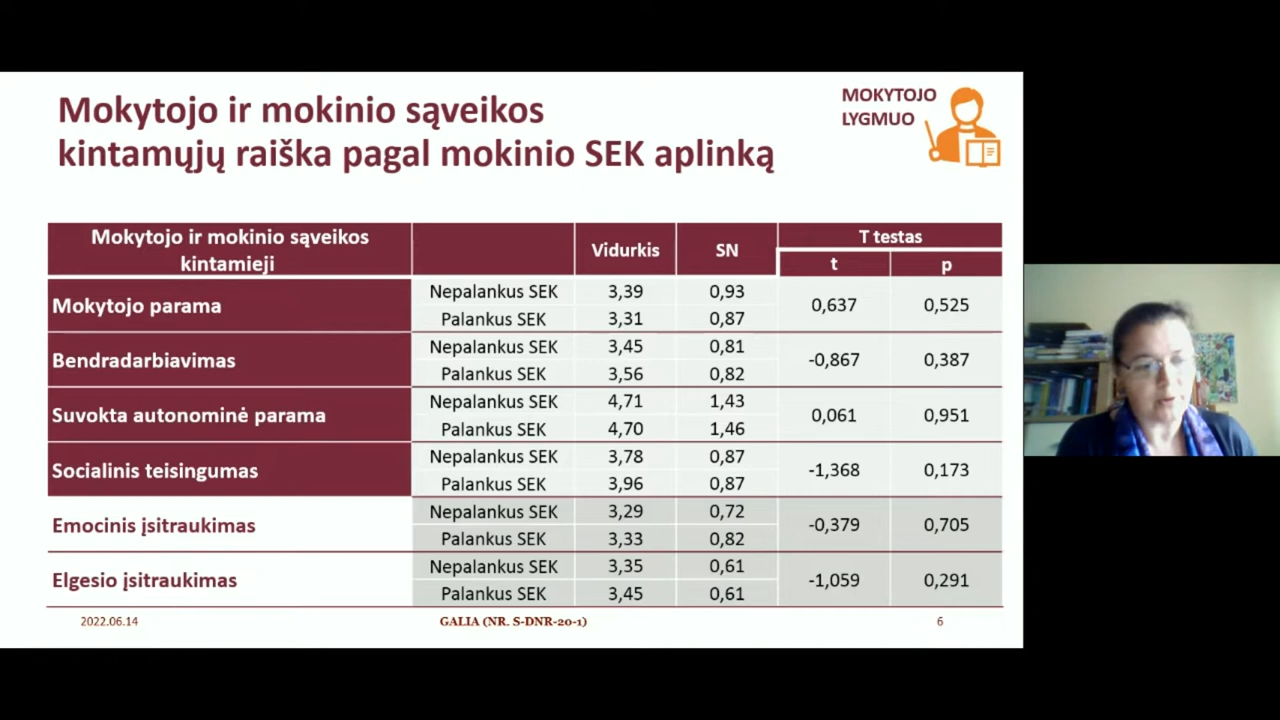 Mokytojo ir mokinio sąveikos
kintamųjų raiška pagal mokinio SEK aplinką
MOKYTOJO
LYGMUO
Mokytojo ir mokinio sąveikos
kintamieji
Vidurkis
SN
T testas
t
p
Mokytojo parama
Nepalankus SEK 3,39 0,93
Palankus SEK 3,31 0,87
0,637 0,525
Bendradarbiavimas
Nepalankus SEK 3,45 0,81
Palankus SEK 3,56 0,82
-0,867 0,387
Suvokta autonominė parama
Nepalankus SEK 4,71 1,43
Palankus SEK 4,70 1,46
0,061 0,951
Socialinis teisingumas
Nepalankus SEK 3,78 0,87
Palankus SEK 3,96 0,87
-1,368 0,173
Emocinis įsitraukimas
Nepalankus SEK 3,29 0,72
Palankus SEK 3,33 0,82
-0,379 0,705
Elgesio įsitraukimas
Nepalankus SEK 3,35 0,61
Palankus SEK 3,45 0,61
-1,059 0,291
2022.06.14
GALIA (NR. S-DNR-20-1)
6